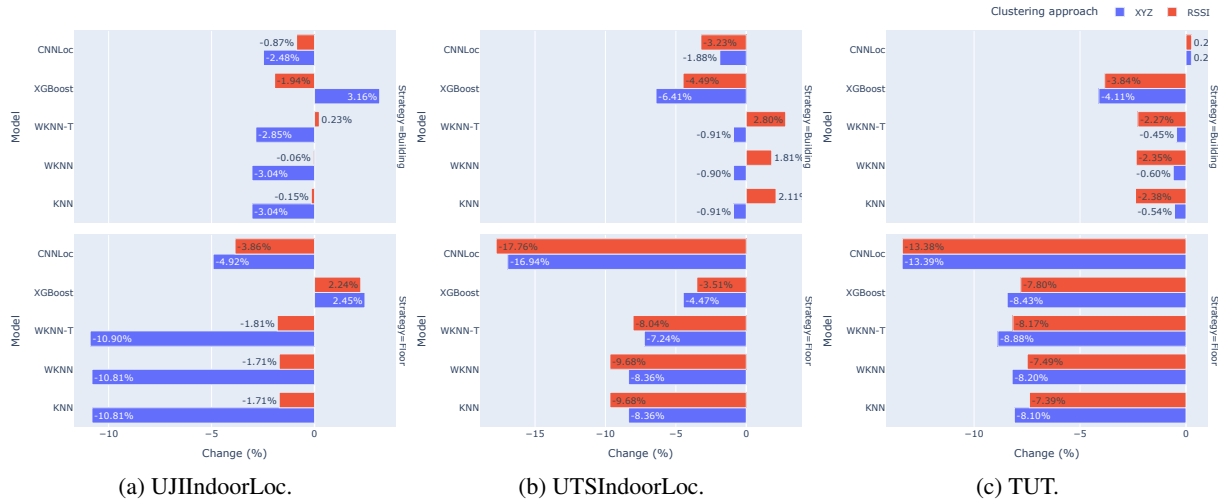 Clustering approach XYZ RSSI
CNNLoc
XGBoost
WKNN-T
WKNN
KNN
Model
-0.87%
-2.48%
-1.94%
3.16%
0.23%
-2.85%
-0.06%
-3.04%
-0.15%
-3.04%
Strategy=Building
CNNLoc
XGBoost
WKNN-T
WKNN
KNN
Model
-3.86%
-4.92%
2.24%
2.45%
-1.81%
-10.90%
-1.71%
-10.81%
-1.71%
-10.81%
Strategy=Floor
−10 −5 0
Change (%)
(a) UJIIndoorLoc.
CNNLoc
XGBoost
WKNN-T
WKNN
KNN
Model
-3.23%
-1.88%
-4.49%
-6.41%
2.80%
-0.91%
1.81%
-0.90%
2.11%
-0.91%
Strategy=Building
CNNLoc
XGBoost
WKNN-T
WKNN
KNN
Model
-17.76%
-16.94%
-3.51%
-4.47%
-8.04%
-7.24%
-9.68%
-8.36%
-9.68%
-8.36%
Strategy=Floor
−15 −10 −5 0
Change (%)
(b) UTSIndoorLoc.
CNNLoc
XGBoost
WKNN-T
WKNN
KNN
Model
0.2
0.2
-3.84%
-4.11%
-2.27%
-0.45%
-2.35%
-0.60%
-2.38%
-0.54%
Strategy=Building
CNNLoc
XGBoost
WKNN-T
WKNN
KNN
Model
-13.38%
-13.39%
-7.80%
-8.43%
-8.17%
-8.88%
-7.49%
-8.20%
-7.39%
-8.10%
Strategy=Floor
−10 −5 0
Change (%)
(c) TUT.